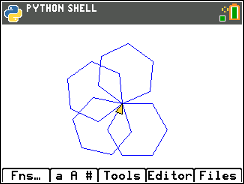 PYTHON SHELL
Fns… a A # Tools Editor Files